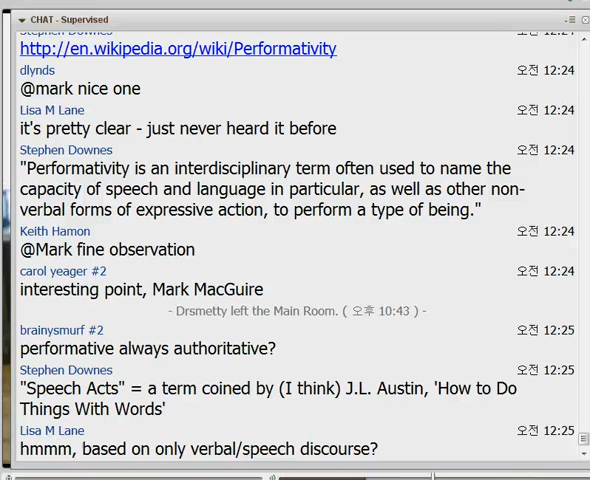 CHAT - Supervised
Stephen Downes 오전 12:24
http://en.wikipedia.org/wiki/Performativity
dlynds 오전 12:24
@mark nice one
Lisa M Lane 오전 12:24
it's pretty clear - just never heard it before
Stephen Downes 오전 12:24
"Performativity is an interdisciplinary term often used to name the
capacity of speech and language in particular, as well as other non-
verbal forms of expressive action, to perform a type of being."
Keith Hamon 오전 12:24
@Mark fine observation
carol yeager #2 오전 12:24
interesting point, Mark MacGuire
- Drsmetty left the Main Room. ( 오후 10:43 ) -
brainysmurf #2 오전 12:25
performative always authoritative?
Stephen Downes 오전 12:25
"Speech Acts" = a term coined by (I think) J.L. Austin, 'How to Do
Things With Words'
Lisa M Lane 오전 12:25
hmmm, based on only verbal/speech discourse?